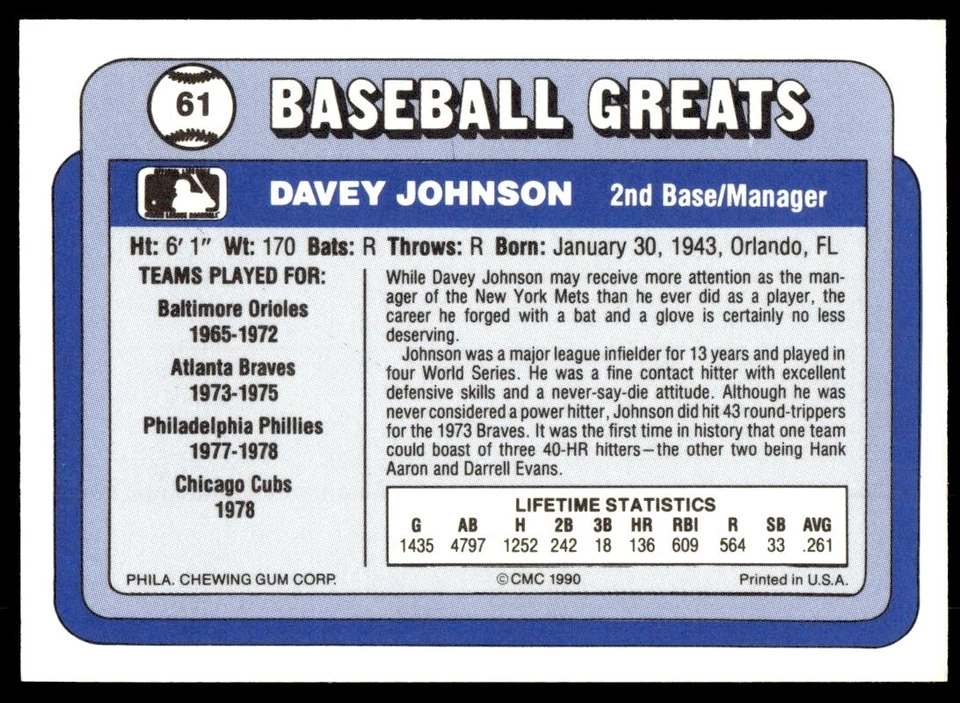 61
BASEBALL GREATS
DAVEY JOHNSON 2nd Base/Manager
Ht: 6' 1" Wt: 170 Bats: R Throws: R Born: January 30, 1943, Orlando, FL
TEAMS PLAYED FOR:
Baltimore Orioles
1965-1972
Atlanta Braves
1973-1975
Philadelphia Phillies
1977-1978
Chicago Cubs
1978
While Davey Johnson may receive more attention as the man-
ager of the New York Mets than he ever did as a player, the
career he forged with a bat and a glove is certainly no less
deserving.
Johnson was a major league infielder for 13 years and played in
four World Series. He was a fine contact hitter with excellent
defensive skills and a never-say-die attitude. Although he was
never considered a power hitter, Johnson did hit 43 round-trippers
for the 1973 Braves. It was the first time in history that one team
could boast of three 40-HR hitters—the other two being Hank
Aaron and Darrell Evans.
LIFETIME STATISTICS
G AB H 2B 3B HR RBI R SB AVG
1435 4797 1252 242 18 136 609 564 33 .261
PHILA. CHEWING GUM CORP. ©CMC 1990 Printed in U.S.A.